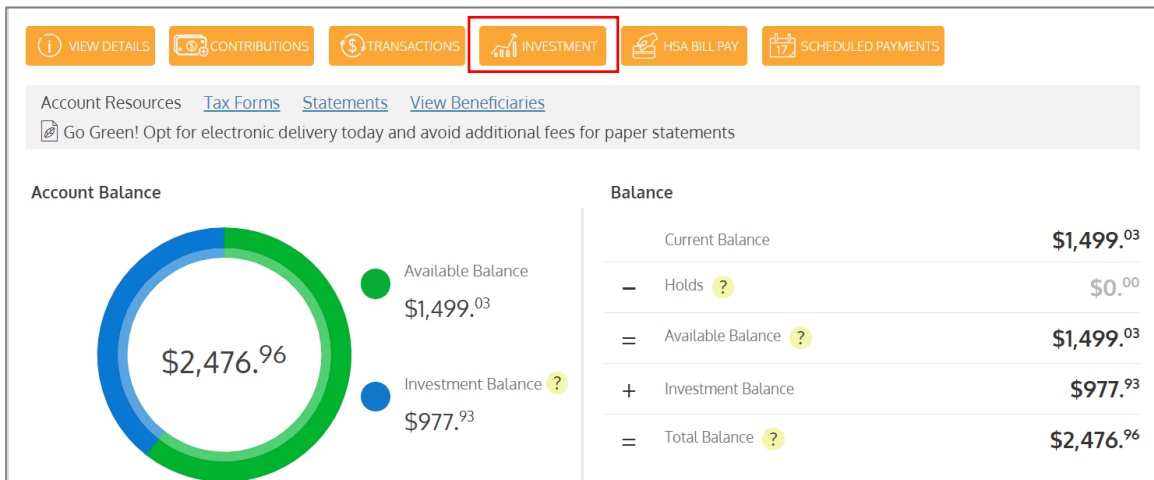 VIEW DETAILS CONTRIBUTIONS TRANSACTIONS INVESTMENT HSA BILL PAY 17 SCHEDULED PAYMENTS
Account Resources Tax Forms Statements View Beneficiaries
Go Green! Opt for electronic delivery today and avoid additional fees for paper statements
Account Balance
$2,476.96
Available Balance
$1,499.03
Investment Balance ?
$977.93
Balance
Current Balance $1,499.03
− Holds ? $0.00
= Available Balance ? $1,499.03
+ Investment Balance $977.93
= Total Balance ? $2,476.96